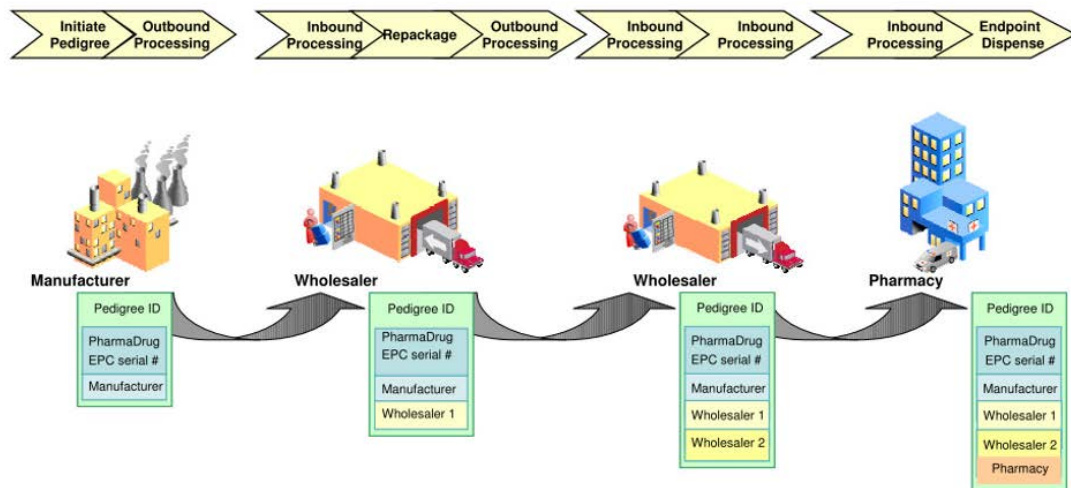 Initiate
Pedigree
Outbound
Processing
Inbound
Processing
Repackage
Outbound
Processing
Inbound
Processing
Inbound
Processing
Inbound
Processing
Endpoint
Dispense
Manufacturer
Wholesaler
Wholesaler
Pharmacy
Pedigree ID
PharmaDrug
EPC serial #
Manufacturer
Pedigree ID
PharmaDrug
EPC serial #
Manufacturer
Wholesaler 1
Pedigree ID
PharmaDrug
EPC serial #
Manufacturer
Wholesaler 1
Wholesaler 2
Pedigree ID
PharmaDrug
EPC serial #
Manufacturer
Wholesaler 1
Wholesaler 2
Pharmacy